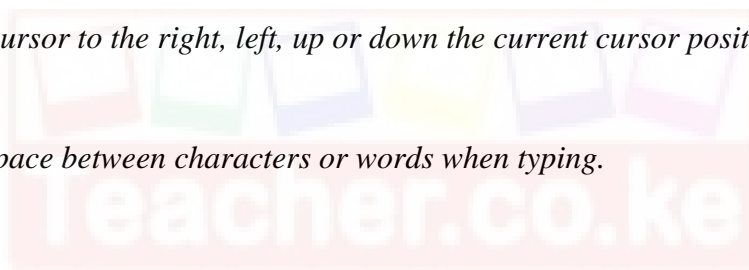 ursor to the right, left, up or down the current cursor posit
pace between characters or words when typing.
Teacher.co.ke